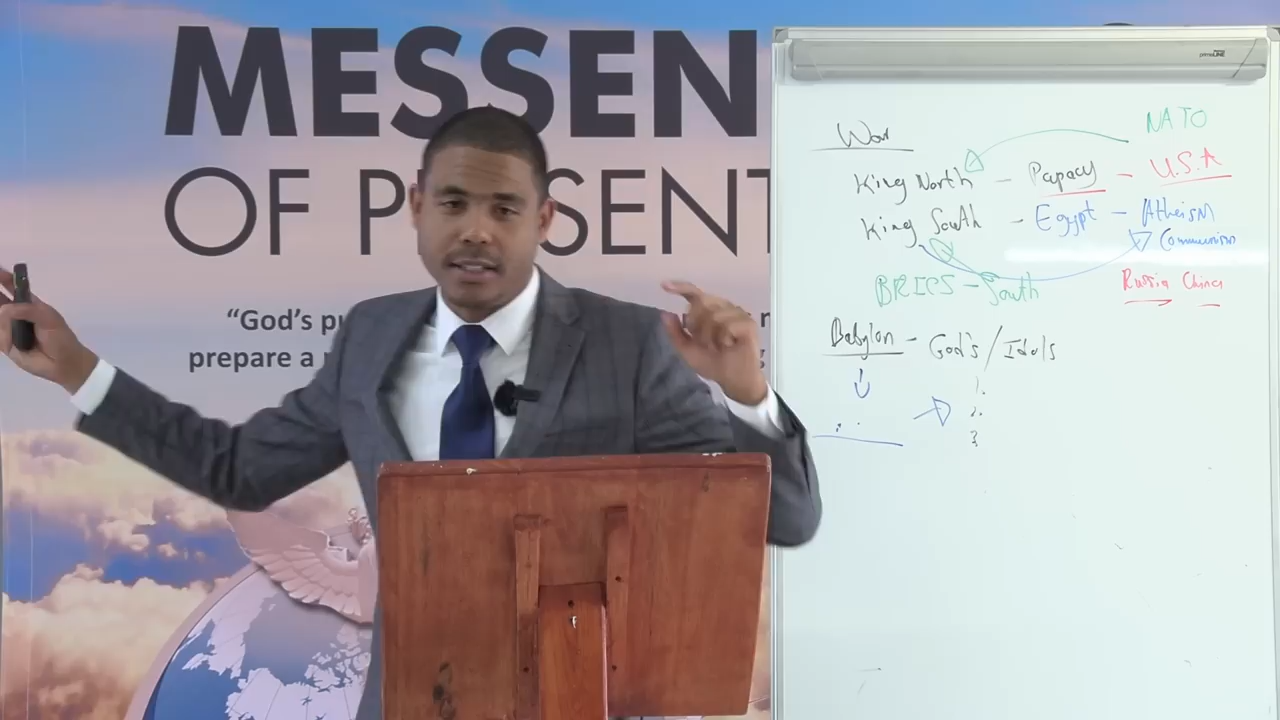 MESSEN
OF P SENT
"God's pu
prepare a
War
NATO
King North - Papacy - U.S.A
King South - Egypt - Atheism
Communism
BRICS - South
Russia China
Babylon - God's / Idols
1.
2.
3